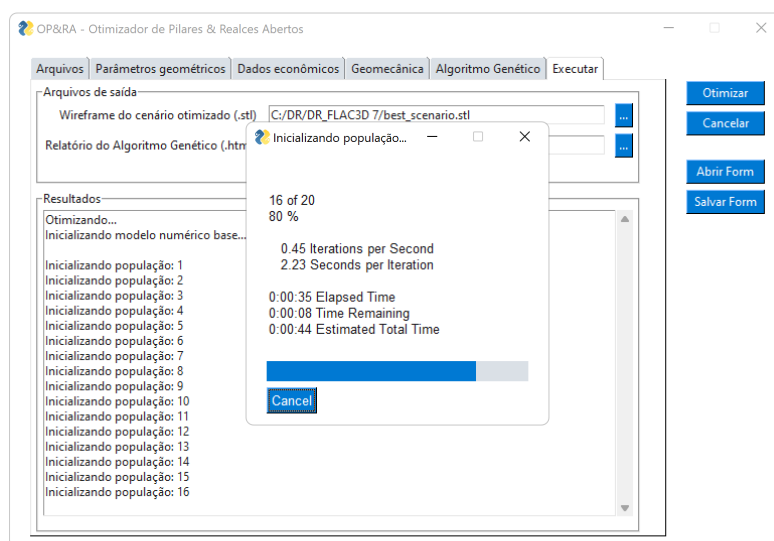 OP&RA - Otimizador de Pilares & Realces Abertos
Arquivos Parâmetros geométricos Dados econômicos Geomecânica Algoritmo Genético Executar
Arquivos de saída
Wireframe do cenário otimizado (.stl) C:/DR/DR_FLAC3D 7/best_scenario.stl ...
Relatório do Algoritmo Genético (.htm ...
Otimizar
Cancelar
Abrir Form
Salvar Form
Resultados
Otimizando...
Inicializando modelo numérico base...
Inicializando população: 1
Inicializando população: 2
Inicializando população: 3
Inicializando população: 4
Inicializando população: 5
Inicializando população: 6
Inicializando população: 7
Inicializando população: 8
Inicializando população: 9
Inicializando população: 10
Inicializando população: 11
Inicializando população: 12
Inicializando população: 13
Inicializando população: 14
Inicializando população: 15
Inicializando população: 16
Inicializando população...
16 of 20
80 %
0.45 Iterations per Second
2.23 Seconds per Iteration
0:00:35 Elapsed Time
0:00:08 Time Remaining
0:00:44 Estimated Total Time
Cancel